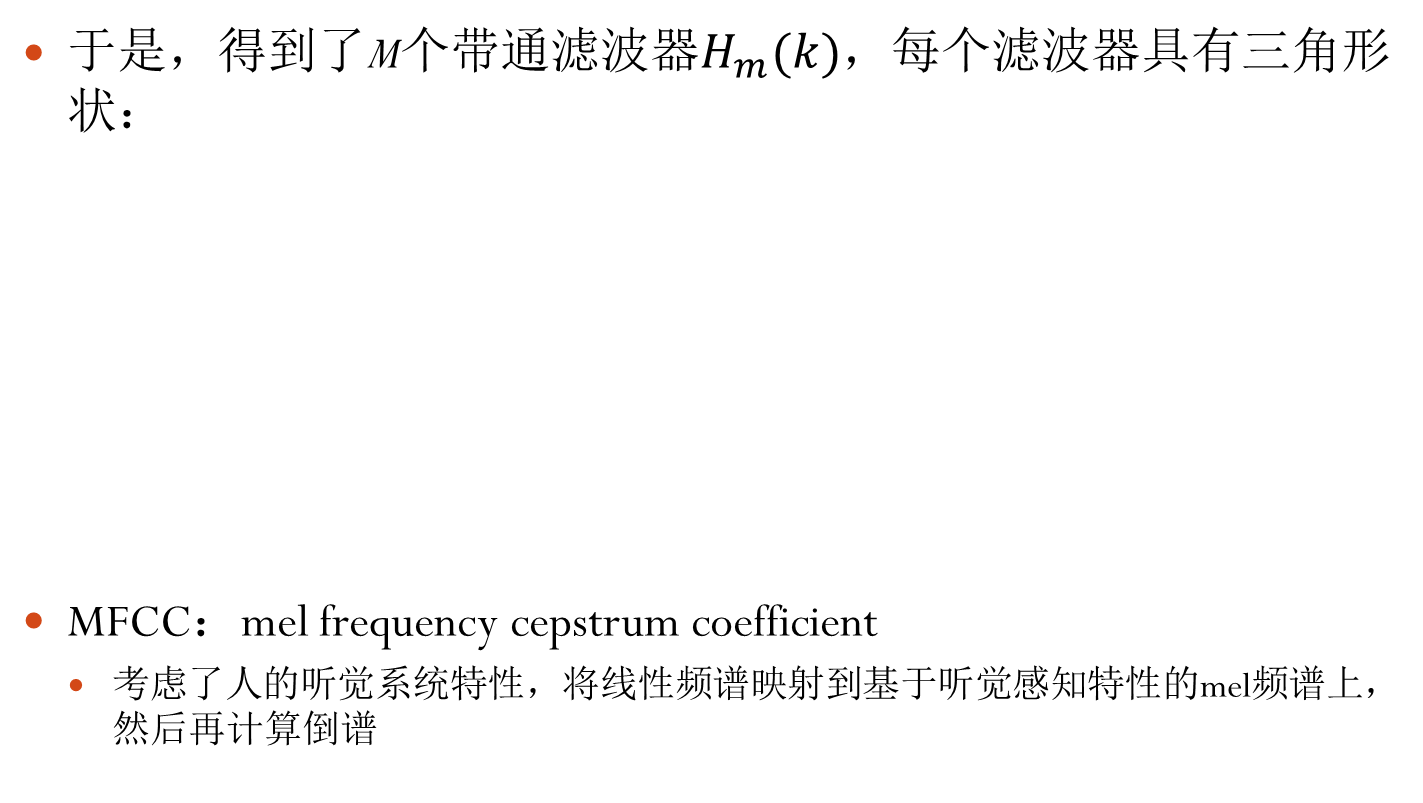 • 于是，得到了M个带通滤波器H_m(k)，每个滤波器具有三角形
状：
• MFCC： mel frequency cepstrum coefficient
• 考虑了人的听觉系统特性，将线性频谱映射到基于听觉感知特性的mel频谱上，
然后再计算倒谱